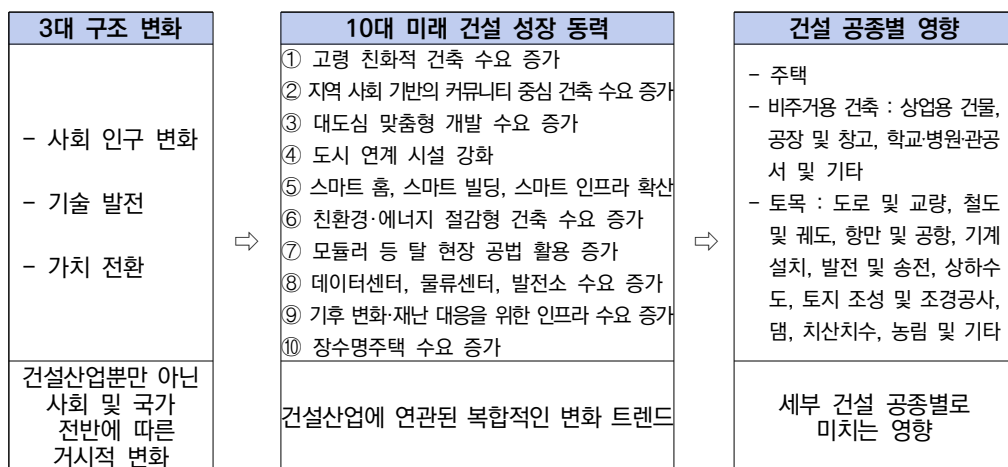 3대 구조 변화
- 사회 인구 변화
- 기술 발전
- 가치 전환
건설산업뿐만 아닌
사회 및 국가
전반에 따른
거시적 변화
⇨
10대 미래 건설 성장 동력
① 고령 친화적 건축 수요 증가
② 지역 사회 기반의 커뮤니티 중심 건축 수요 증가
③ 대도심 맞춤형 개발 수요 증가
④ 도시 연계 시설 강화
⑤ 스마트 홈, 스마트 빌딩, 스마트 인프라 확산
⑥ 친환경·에너지 절감형 건축 수요 증가
⑦ 모듈러 등 탈 현장 공법 활용 증가
⑧ 데이터센터, 물류센터, 발전소 수요 증가
⑨ 기후 변화·재난 대응을 위한 인프라 수요 증가
⑩ 장수명주택 수요 증가
건설산업에 연관된 복합적인 변화 트렌드
⇨
건설 공종별 영향
- 주택
- 비주거용 건축 : 상업용 건물,
공장 및 창고, 학교·병원·관공
서 및 기타
- 토목 : 도로 및 교량, 철도
및 궤도, 항만 및 공항, 기계
설치, 발전 및 송전, 상하수
도, 토지 조성 및 조경공사,
댐, 치산치수, 농림 및 기타
세부 건설 공종별로
미치는 영향